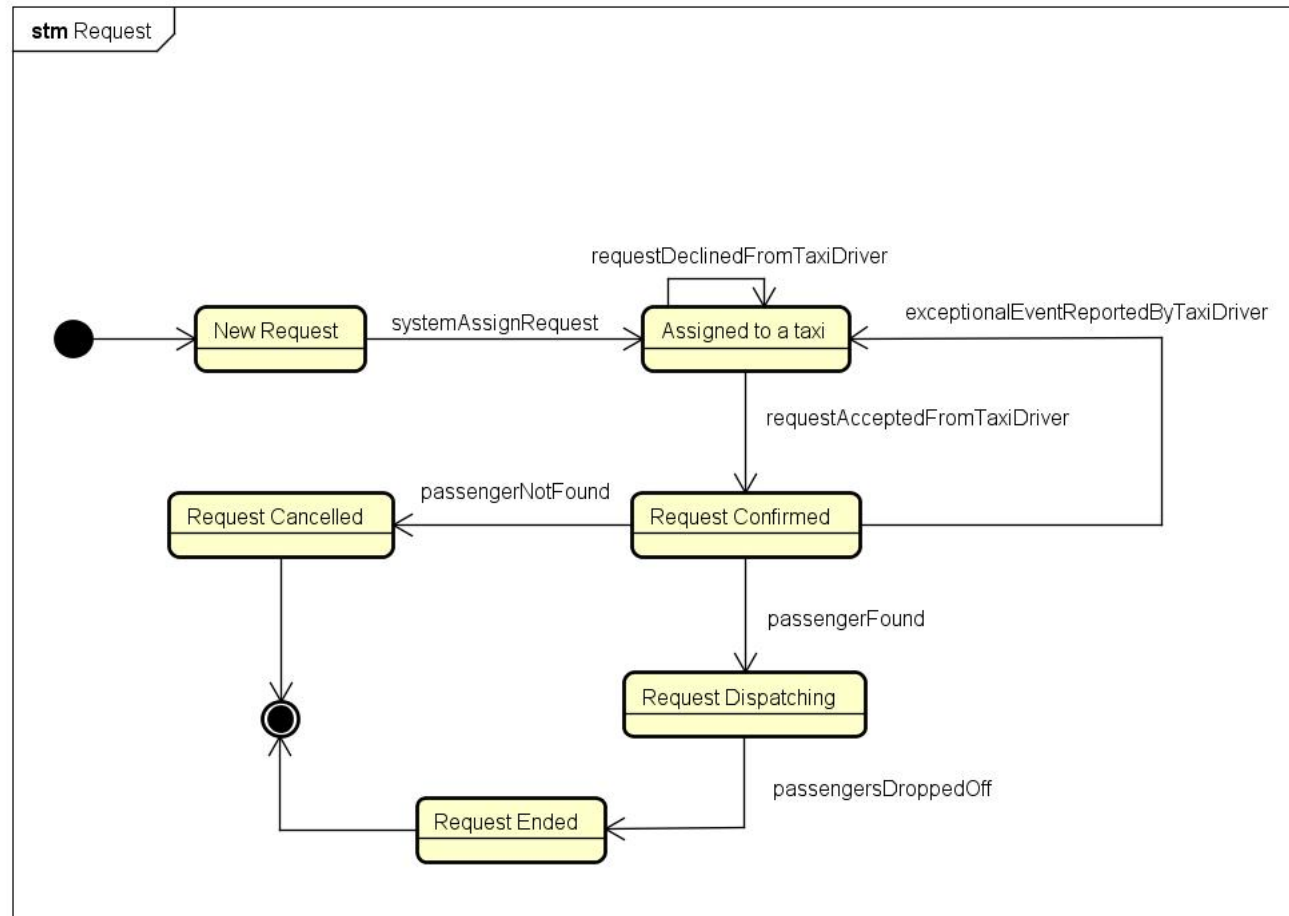 stm Request
requestDeclinedFromTaxiDriver
New Request
systemAssignRequest
Assigned to a taxi
exceptionalEventReportedByTaxiDriver
requestAcceptedFromTaxiDriver
Request Cancelled
passengerNotFound
Request Confirmed
passengerFound
Request Dispatching
passengersDroppedOff
Request Ended